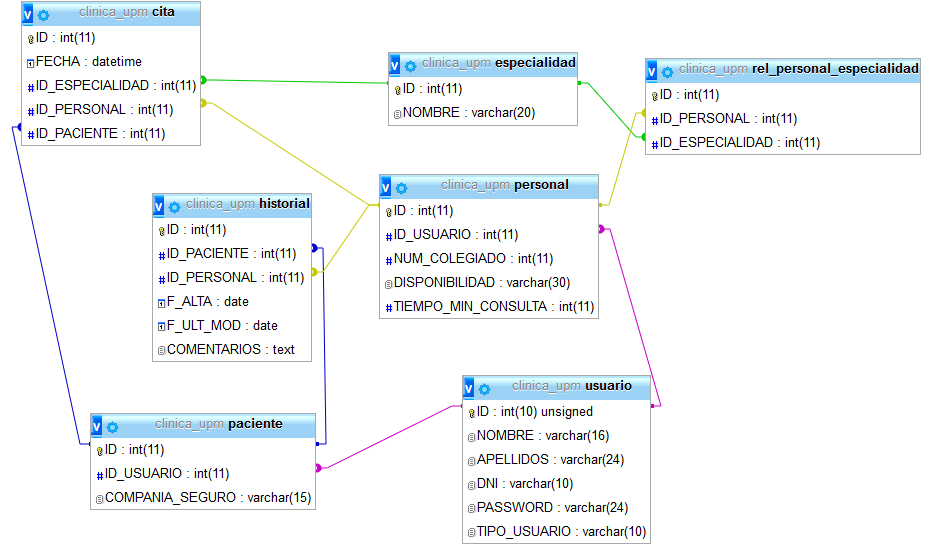 clinica_upm cita
ID : int(11)
FECHA : datetime
ID_ESPECIALIDAD : int(11)
ID_PERSONAL : int(11)
ID_PACIENTE : int(11)
clinica_upm especialidad
ID : int(11)
NOMBRE : varchar(20)
clinica_upm rel_personal_especialidad
ID : int(11)
ID_PERSONAL : int(11)
ID_ESPECIALIDAD : int(11)
clinica_upm historial
ID : int(11)
ID_PACIENTE : int(11)
ID_PERSONAL : int(11)
F_ALTA : date
F_ULT_MOD : date
COMENTARIOS : text
clinica_upm personal
ID : int(11)
ID_USUARIO : int(11)
NUM_COLEGIADO : int(11)
DISPONIBILIDAD : varchar(30)
TIEMPO_MIN_CONSULTA : int(11)
clinica_upm paciente
ID : int(11)
ID_USUARIO : int(11)
COMPANIA_SEGURO : varchar(15)
clinica_upm usuario
ID : int(10) unsigned
NOMBRE : varchar(16)
APELLIDOS : varchar(24)
DNI : varchar(10)
PASSWORD : varchar(24)
TIPO_USUARIO : varchar(10)